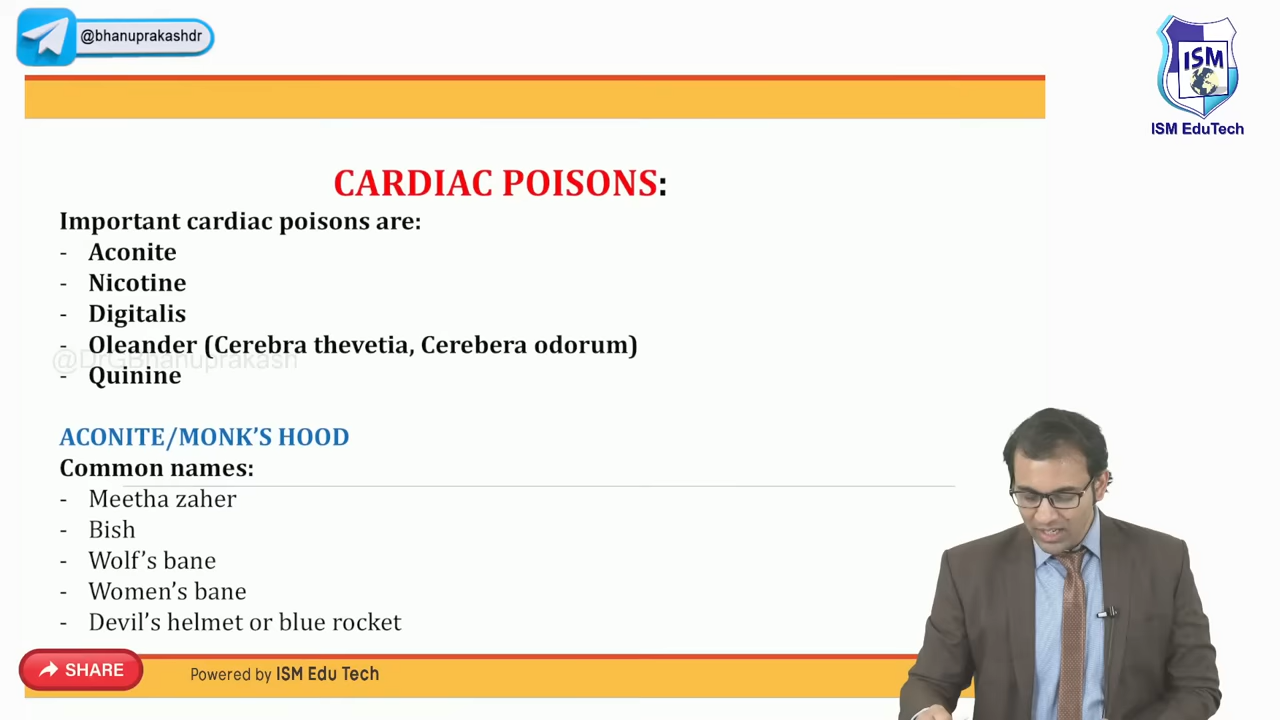 @bhanuprakashdr
ISM
ISM EduTech
CARDIAC POISONS:
Important cardiac poisons are:
- Aconite
- Nicotine
- Digitalis
- Oleander (Cerebra thevetia, Cerebera odorum)
@DrGBhanuprakash
- Quinine
ACONITE/MONK'S HOOD
Common names:
- Meetha zaher
- Bish
- Wolf's bane
- Women's bane
- Devil's helmet or blue rocket
SHARE
Powered by ISM Edu Tech